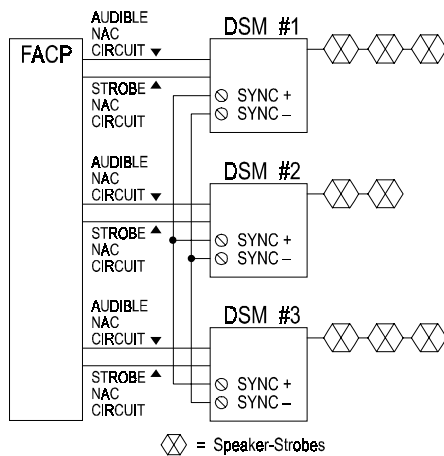 FACP
AUDIBLE
NAC
CIRCUIT
STROBE
NAC
CIRCUIT
DSM #1
SYNC +
SYNC –
AUDIBLE
NAC
CIRCUIT
STROBE
NAC
CIRCUIT
DSM #2
SYNC +
SYNC –
AUDIBLE
NAC
CIRCUIT
STROBE
NAC
CIRCUIT
DSM #3
SYNC +
SYNC –
= Speaker-Strobes